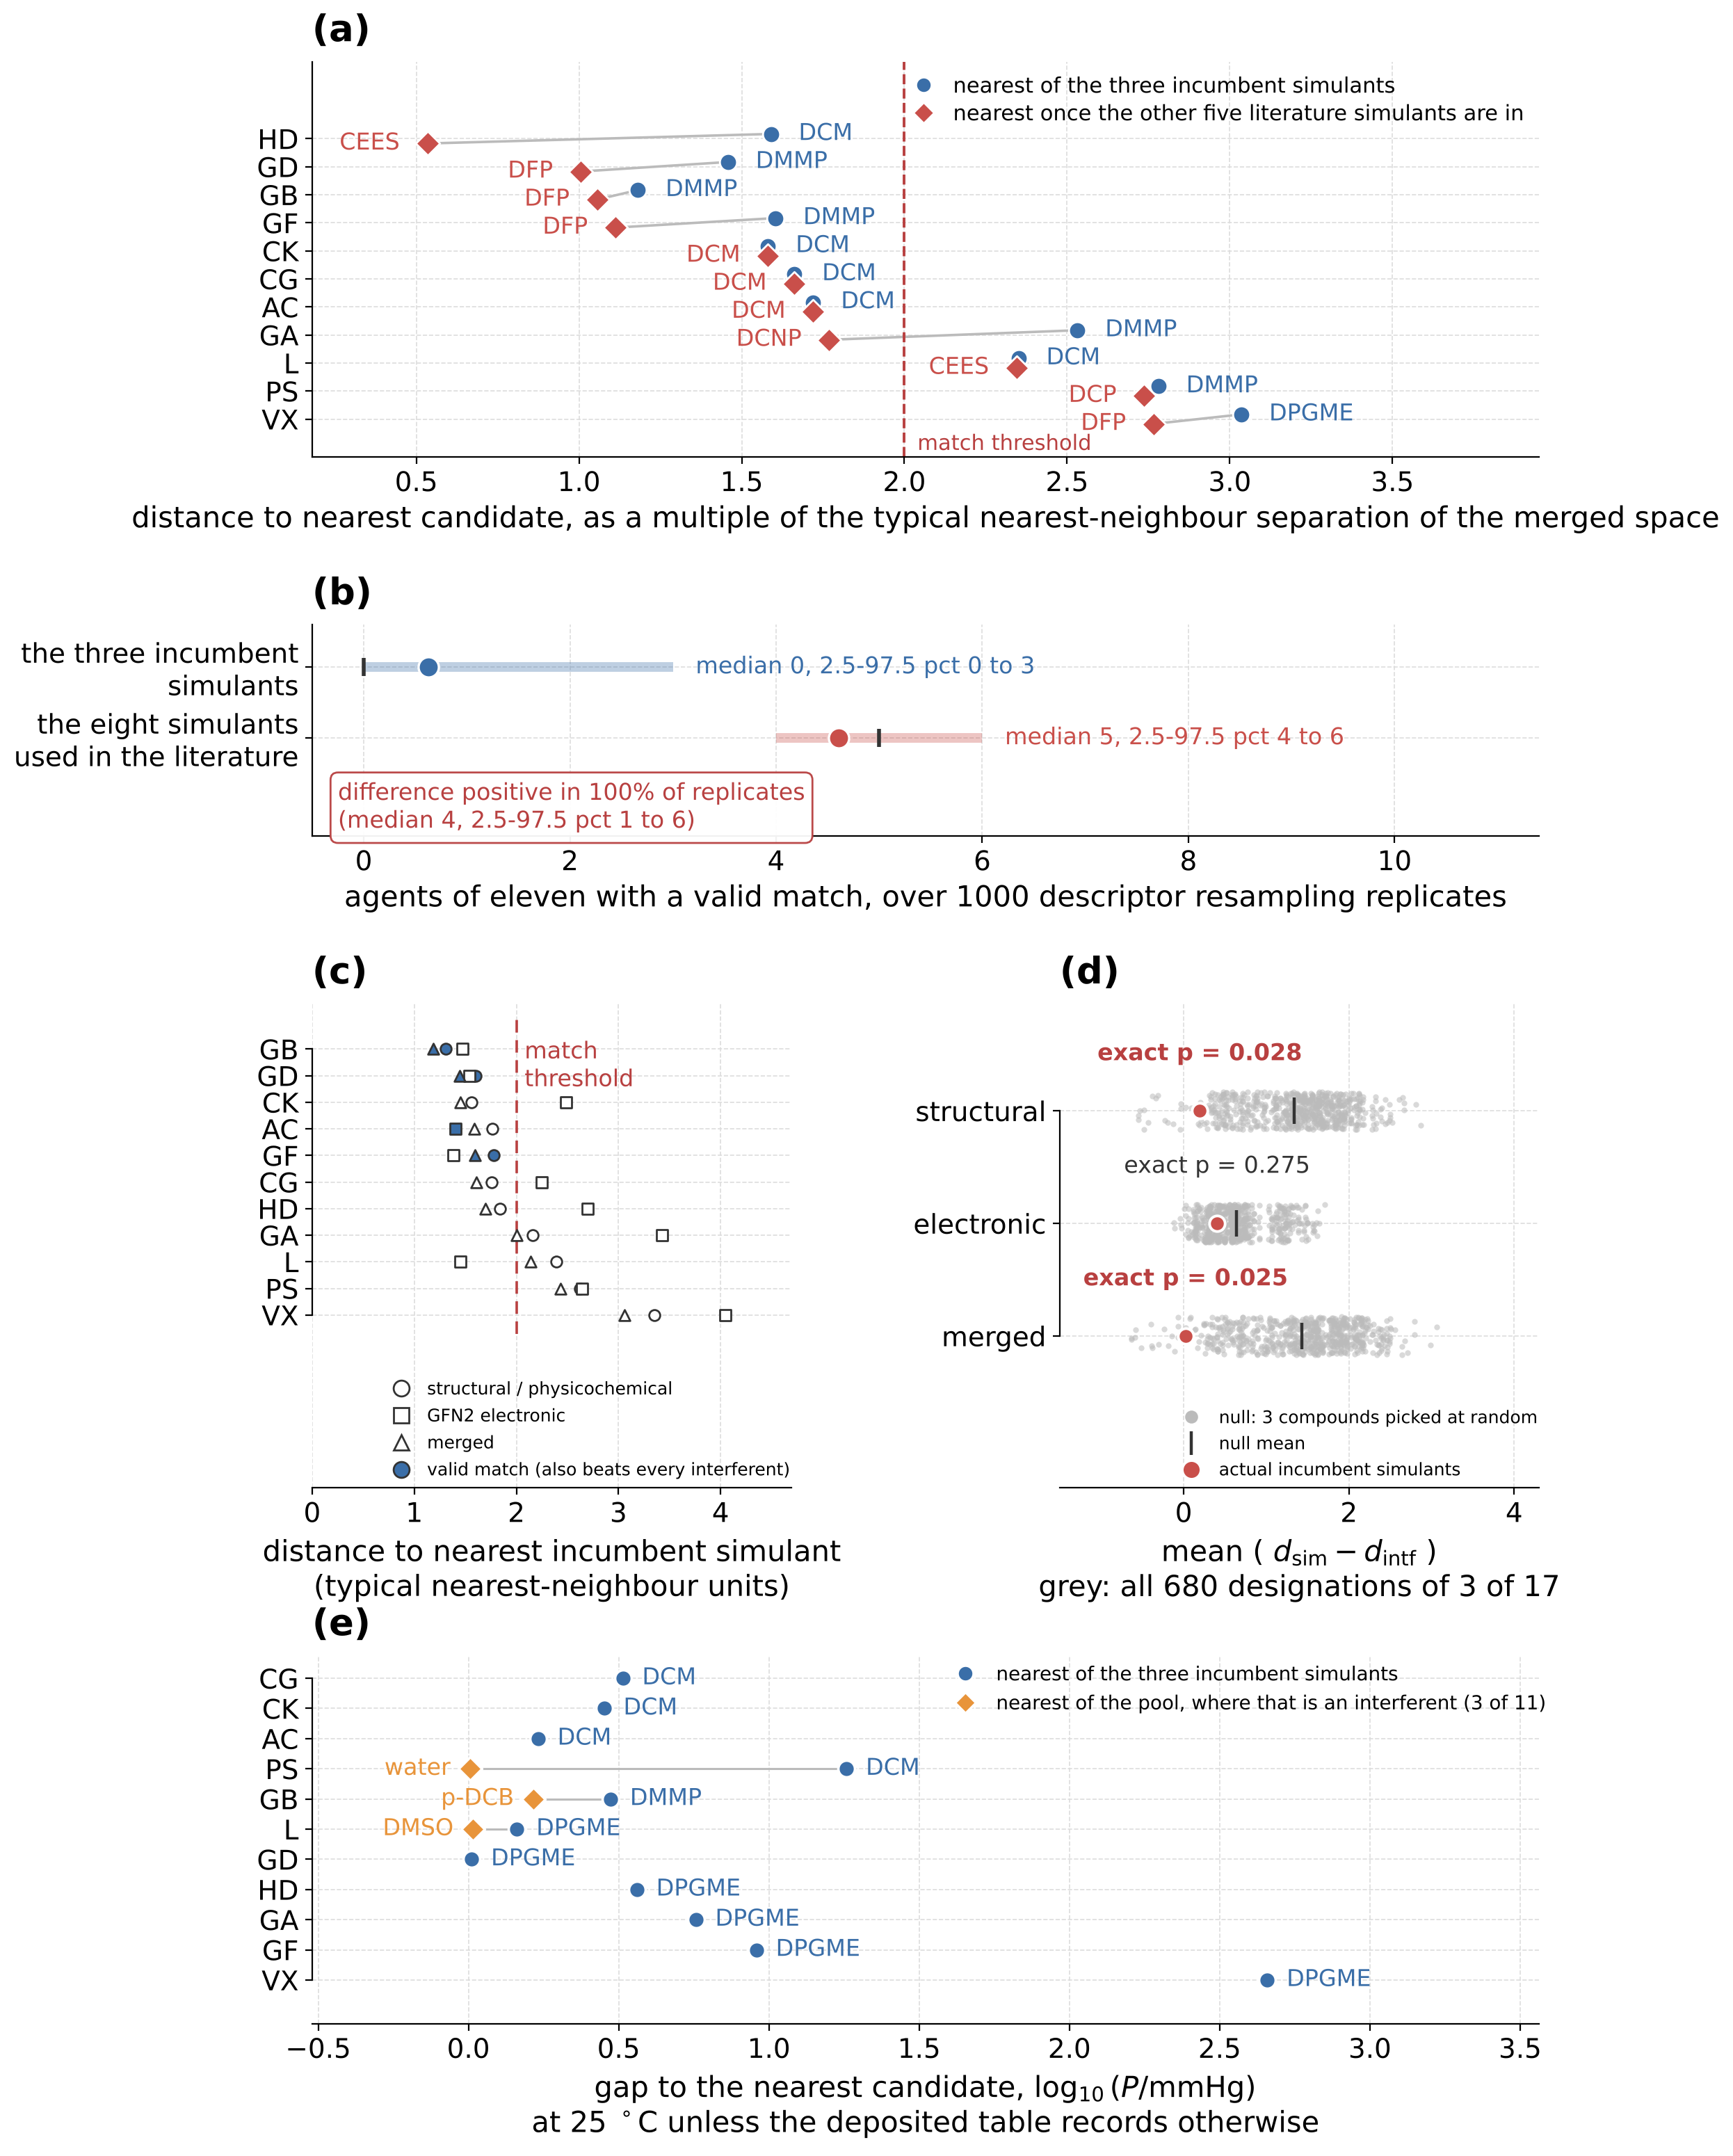 (a)
nearest of the three incumbent simulants
nearest once the other five literature simulants are in
HD CEES DCM
GD DFP DMMP
GB DFP DMMP
GF DFP DMMP
CK DCM DCM
CG DCM DCM
AC DCM DCM
GA DCNP DMMP
L CEES DCM
PS DCP DMMP
VX DFP DPGME
match threshold
0.5 1.0 1.5 2.0 2.5 3.0 3.5
distance to nearest candidate, as a multiple of the typical nearest-neighbour separation of the merged space
(b)
the three incumbent
simulants
median 0, 2.5-97.5 pct 0 to 3
the eight simulants
used in the literature
median 5, 2.5-97.5 pct 4 to 6
difference positive in 100% of replicates
(median 4, 2.5-97.5 pct 1 to 6)
0 2 4 6 8 10
agents of eleven with a valid match, over 1000 descriptor resampling replicates
(c)
GB
GD
CK
AC
GF
CG
HD
GA
L
PS
VX
match
threshold
structural / physicochemical
GFN2 electronic
merged
valid match (also beats every interferent)
0 1 2 3 4
distance to nearest incumbent simulant
(typical nearest-neighbour units)
(d)
exact p = 0.028
structural
exact p = 0.275
electronic
exact p = 0.025
merged
null: 3 compounds picked at random
null mean
actual incumbent simulants
0 2 4
mean ( d_sim − d_intf )
grey: all 680 designations of 3 of 17
(e)
nearest of the three incumbent simulants
nearest of the pool, where that is an interferent (3 of 11)
CG DCM
CK DCM
AC DCM
PS water DCM
GB p-DCB DMMP
L DMSO DPGME
GD DPGME
HD DPGME
GA DPGME
GF DPGME
VX DPGME
−0.5 0.0 0.5 1.0 1.5 2.0 2.5 3.0 3.5
gap to the nearest candidate, log₁₀ (P/mmHg)
at 25 °C unless the deposited table records otherwise